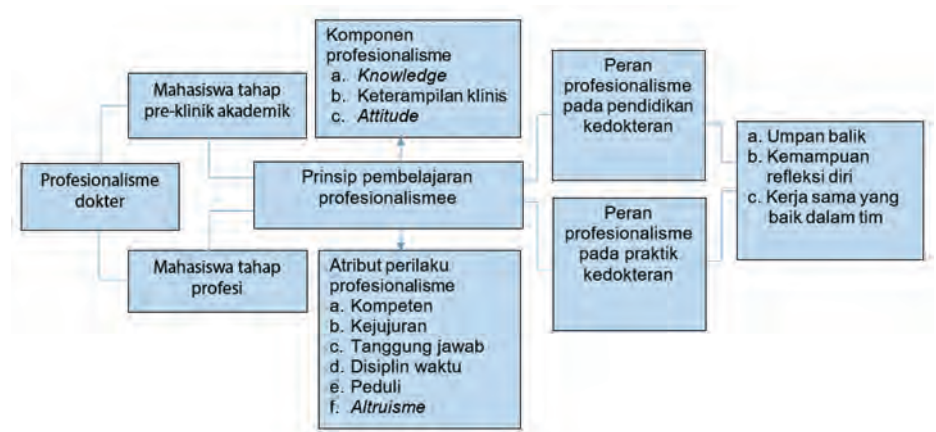 Profesionalisme
dokter
Mahasiswa tahap
pre-klinik akademik
Mahasiswa tahap
profesi
Komponen
profesionalisme
a. Knowledge
b. Keterampilan klinis
c. Attitude
Prinsip pembelajaran
profesionalismee
Atribut perilaku
profesionalisme
a. Kompeten
b. Kejujuran
c. Tanggung jawab
d. Disiplin waktu
e. Peduli
f. Altruisme
Peran
profesionalisme
pada pendidikan
kedokteran
Peran
profesionalisme
pada praktik
kedokteran
a. Umpan balik
b. Kemampuan
refleksi diri
c. Kerja sama yang
baik dalam tim